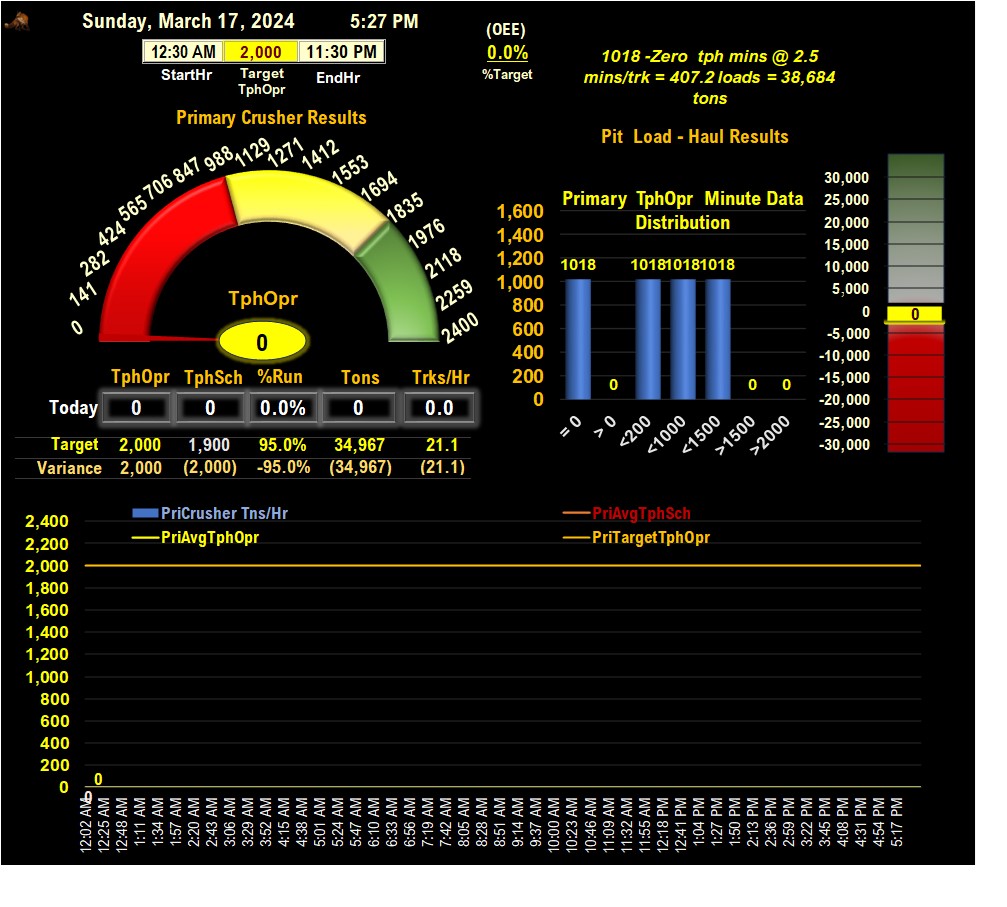 Sunday, March 17, 2024
5:27 PM
12:30 AM 2,000 11:30 PM
StartHr Target TphOpr EndHr
(OEE)
0.0%
%Target
1018 -Zero tph mins @ 2.5
mins/trk = 407.2 loads = 38,684
tons
Primary Crusher Results
0
141
282
424
565
706
847
988
1129
1271
1412
1553
1694
1835
1976
2118
2259
2400
TphOpr
0
TphOpr TphSch %Run Tons Trks/Hr
Today 0 0 0.0% 0 0.0
Target 2,000 1,900 95.0% 34,967 21.1
Variance 2,000 (2,000) -95.0% (34,967) (21.1)
Pit Load - Haul Results
Primary TphOpr Minute Data
Distribution
1,600
1,400
1,200
1,000
800
600
400
200
0
1018 0 1018 1018 1018 0 0
= 0
> 0
<200
<1000
<1500
>1500
>2000
30,000
25,000
20,000
15,000
10,000
5,000
0
-5,000
-10,000
-15,000
-20,000
-25,000
-30,000
0
PriCrusher Tns/Hr
PriAvgTphSch
PriAvgTphOpr
PriTargetTphOpr
2,400
2,200
2,000
1,800
1,600
1,400
1,200
1,000
800
600
400
200
0
0
0
12:02 AM
12:25 AM
12:48 AM
1:11 AM
1:34 AM
1:57 AM
2:20 AM
2:43 AM
3:06 AM
3:29 AM
3:52 AM
4:15 AM
4:38 AM
5:01 AM
5:24 AM
5:47 AM
6:10 AM
6:33 AM
6:56 AM
7:19 AM
7:42 AM
8:05 AM
8:28 AM
8:51 AM
9:14 AM
9:37 AM
10:00 AM
10:23 AM
10:46 AM
11:09 AM
11:32 AM
11:55 AM
12:18 PM
12:41 PM
1:04 PM
1:27 PM
1:50 PM
2:13 PM
2:36 PM
2:59 PM
3:22 PM
3:45 PM
4:08 PM
4:31 PM
4:54 PM
5:17 PM